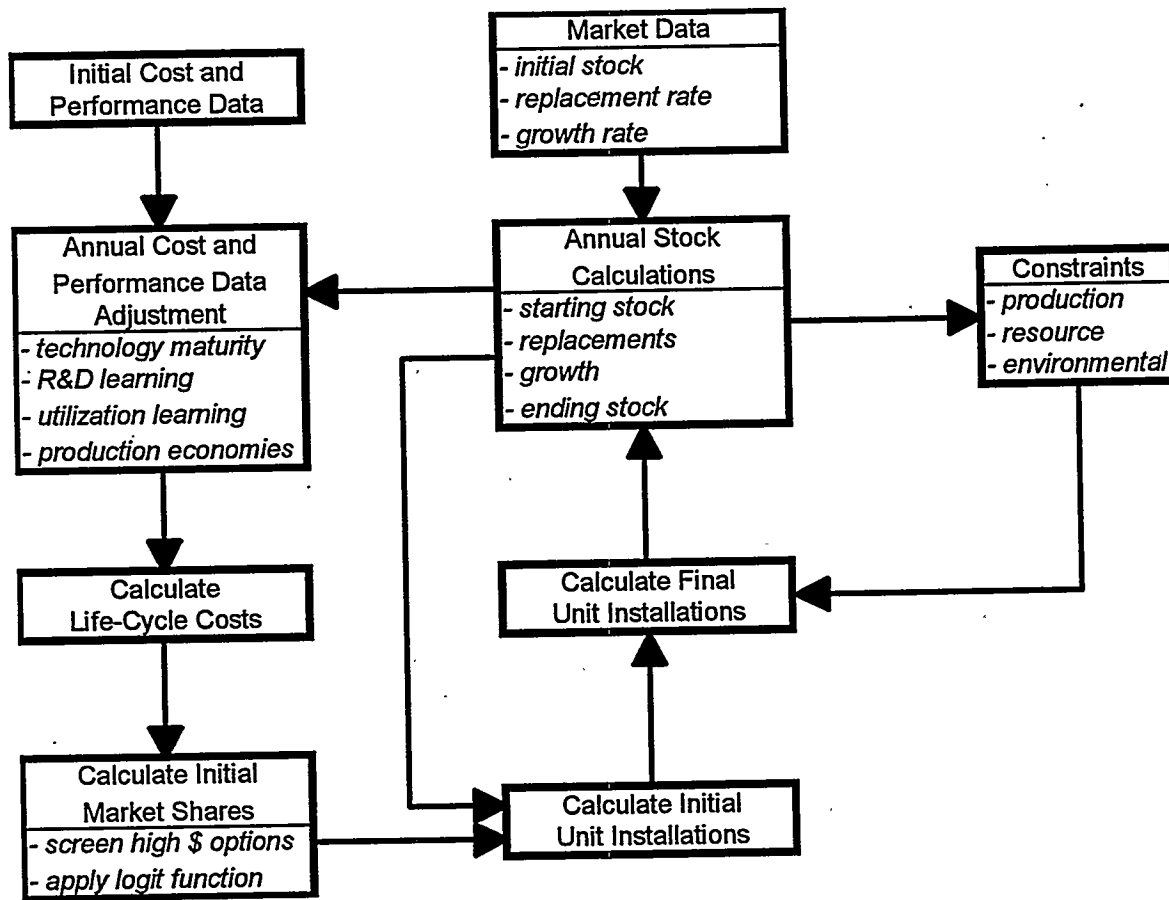 Initial Cost and
Performance Data
Market Data
- initial stock
- replacement rate
- growth rate
Annual Cost and
Performance Data
Adjustment
- technology maturity
- R&D learning
- utilization learning
- production economies
Annual Stock
Calculations
- starting stock
- replacements
- growth
- ending stock
Constraints
- production
- resource
- environmental
Calculate
Life-Cycle Costs
Calculate Final
Unit Installations
Calculate Initial
Market Shares
- screen high $ options
- apply logit function
Calculate Initial
Unit Installations